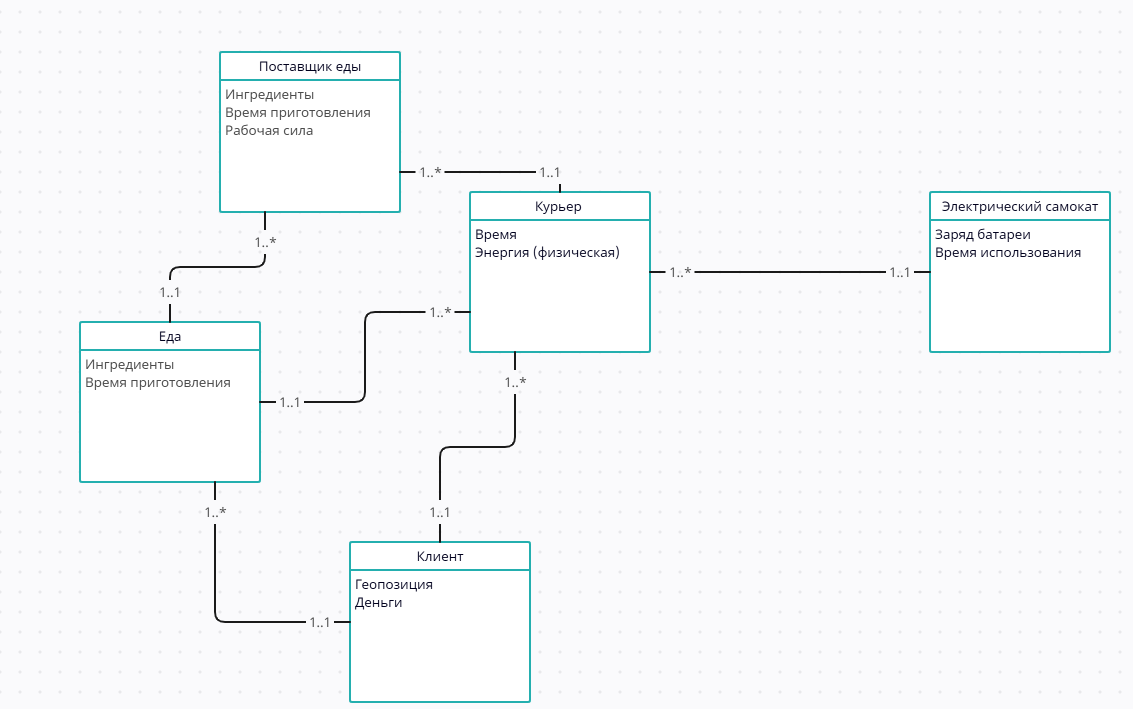 Поставщик еды
Ингредиенты
Время приготовления
Рабочая сила
1..*
1..1
Курьер
Время
Энергия (физическая)
Электрический самокат
Заряд батареи
Время использования
1..*
1..*
1..1
1..1
1..*
Еда
Ингредиенты
Время приготовления
1..*
1..1
1..*
1..1
Клиент
Геопозиция
Деньги
1..1